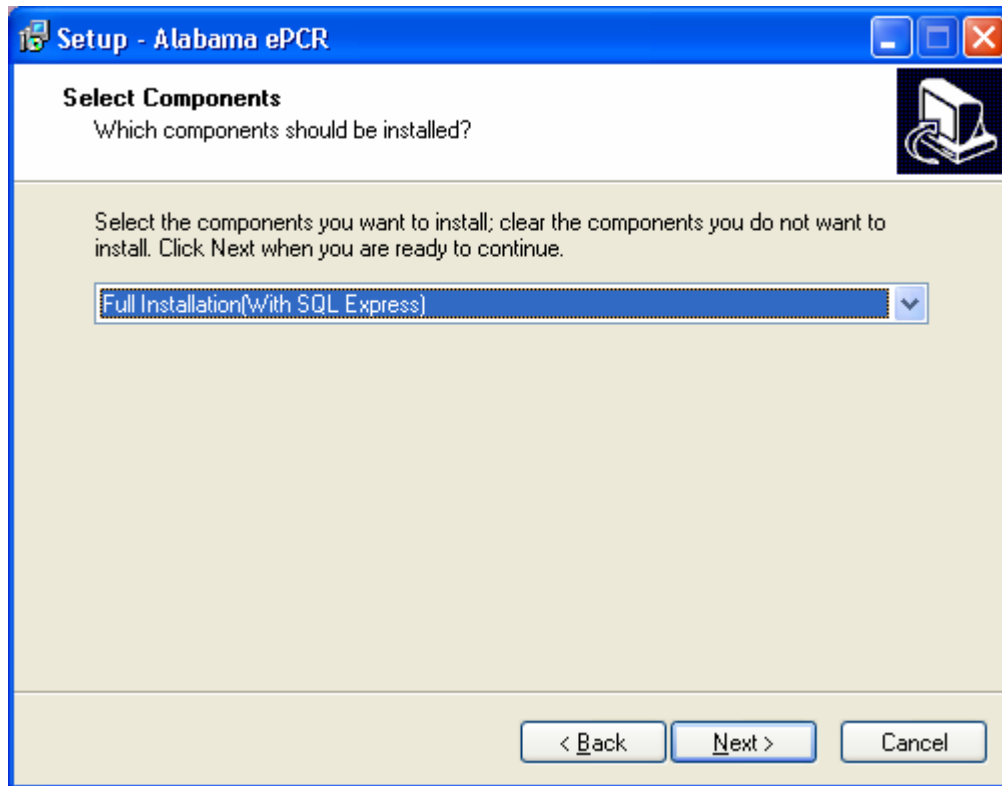 Setup - Alabama ePCR
Select Components
Which components should be installed?
Select the components you want to install; clear the components you do not want to
install. Click Next when you are ready to continue.
Full Installation(With SQL Express)
< Back
Next >
Cancel